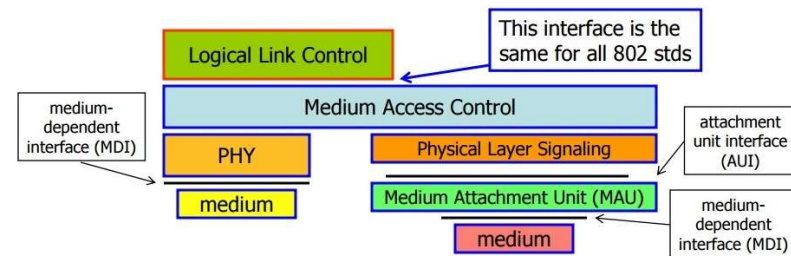 This interface is the
same for all 802 stds
Logical Link Control
Medium Access Control
medium-
dependent
interface (MDI)
PHY
Physical Layer Signaling
attachment
unit interface
(AUI)
medium
Medium Attachment Unit (MAU)
medium
medium-
dependent
interface (MDI)